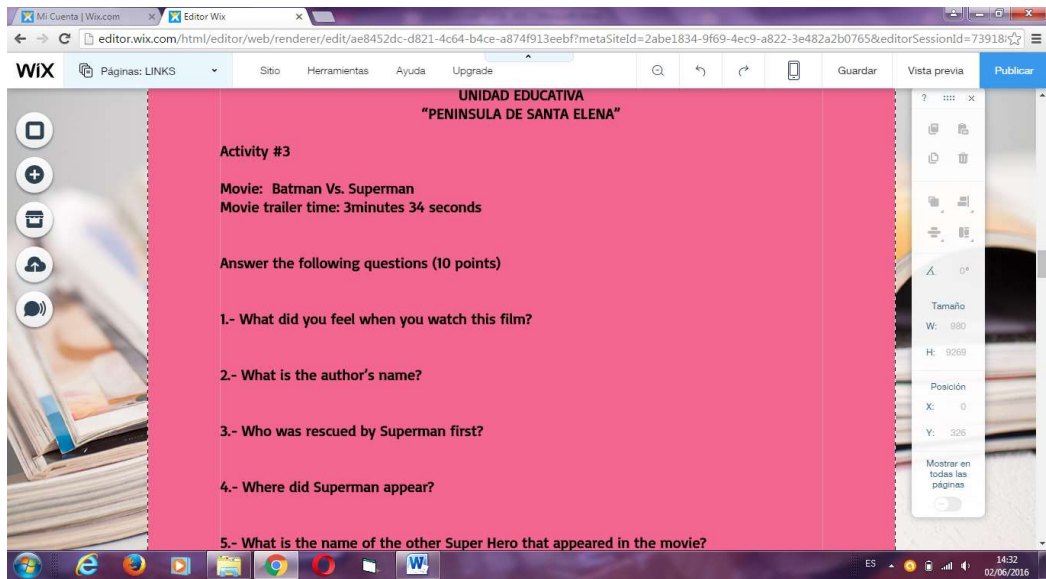 Mi Cuenta | Wix.com
Editor Wix
editor.wix.com/html/editor/web/renderer/edit/ae8452dc-d821-4c64-b4ce-a874f913eebf?metaSiteId=2abe1834-9f69-4ec9-a822-3e482a2b0765&editorSessionId=73918
WiX Páginas: LINKS Sitio Herramientas Ayuda Upgrade Guardar Vista previa Publicar
UNIDAD EDUCATIVA
"PENINSULA DE SANTA ELENA"
Activity #3
Movie: Batman Vs. Superman
Movie trailer time: 3minutes 34 seconds
Answer the following questions (10 points)
1.- What did you feel when you watch this film?
2.- What is the author's name?
3.- Who was rescued by Superman first?
4.- Where did Superman appear?
5.- What is the name of the other Super Hero that appeared in the movie?
?
0°
Tamaño
W: 980
H: 9269
Posición
X: 0
Y: 326
Mostrar en
todas las
páginas
ES
14:32
02/06/2016